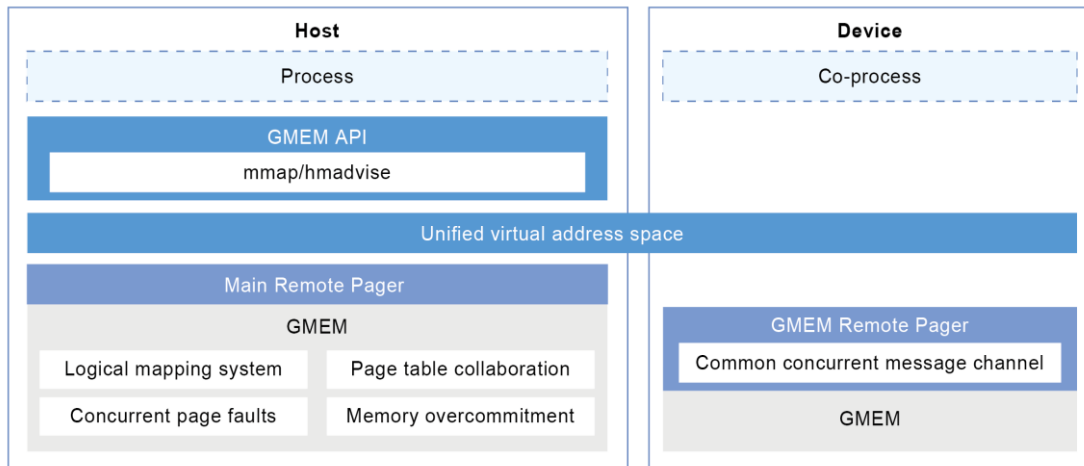 Host
Process
GMEM API
mmap/hmadvise
Device
Co-process
Unified virtual address space
Main Remote Pager
GMEM
Logical mapping system
Page table collaboration
Concurrent page faults
Memory overcommitment
GMEM Remote Pager
Common concurrent message channel
GMEM